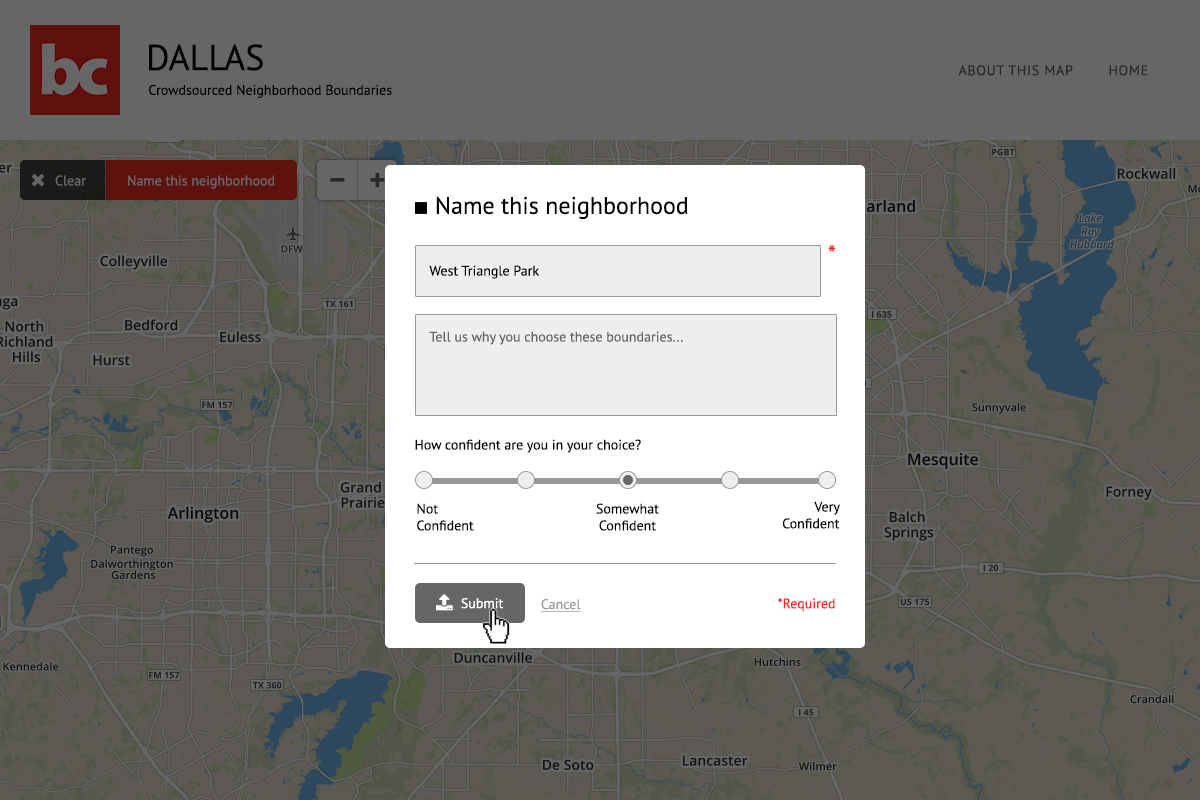 bc
DALLAS
Crowdsourced Neighborhood Boundaries
ABOUT THIS MAP
HOME
Clear
Name this neighborhood
PGBT
Rockwall
Lake
Ray
Hubbard
arland
DFW
Colleyville
TX 161
I 635
North
Richland
Hills
Bedford
Euless
Hurst
FM 157
Sunnyvale
Mesquite
Forney
Grand
Prairie
Arlington
Balch
Springs
Pantego
Dalworthington
Gardens
I 20
US 175
Kennedale
FM 157
TX 360
Duncanville
Hutchins
I 45
Crandall
De Soto
Lancaster
Wilmer
Name this neighborhood
West Triangle Park
*
Tell us why you choose these boundaries...
How confident are you in your choice?
Not
Confident
Somewhat
Confident
Very
Confident
Submit
Cancel
*Required